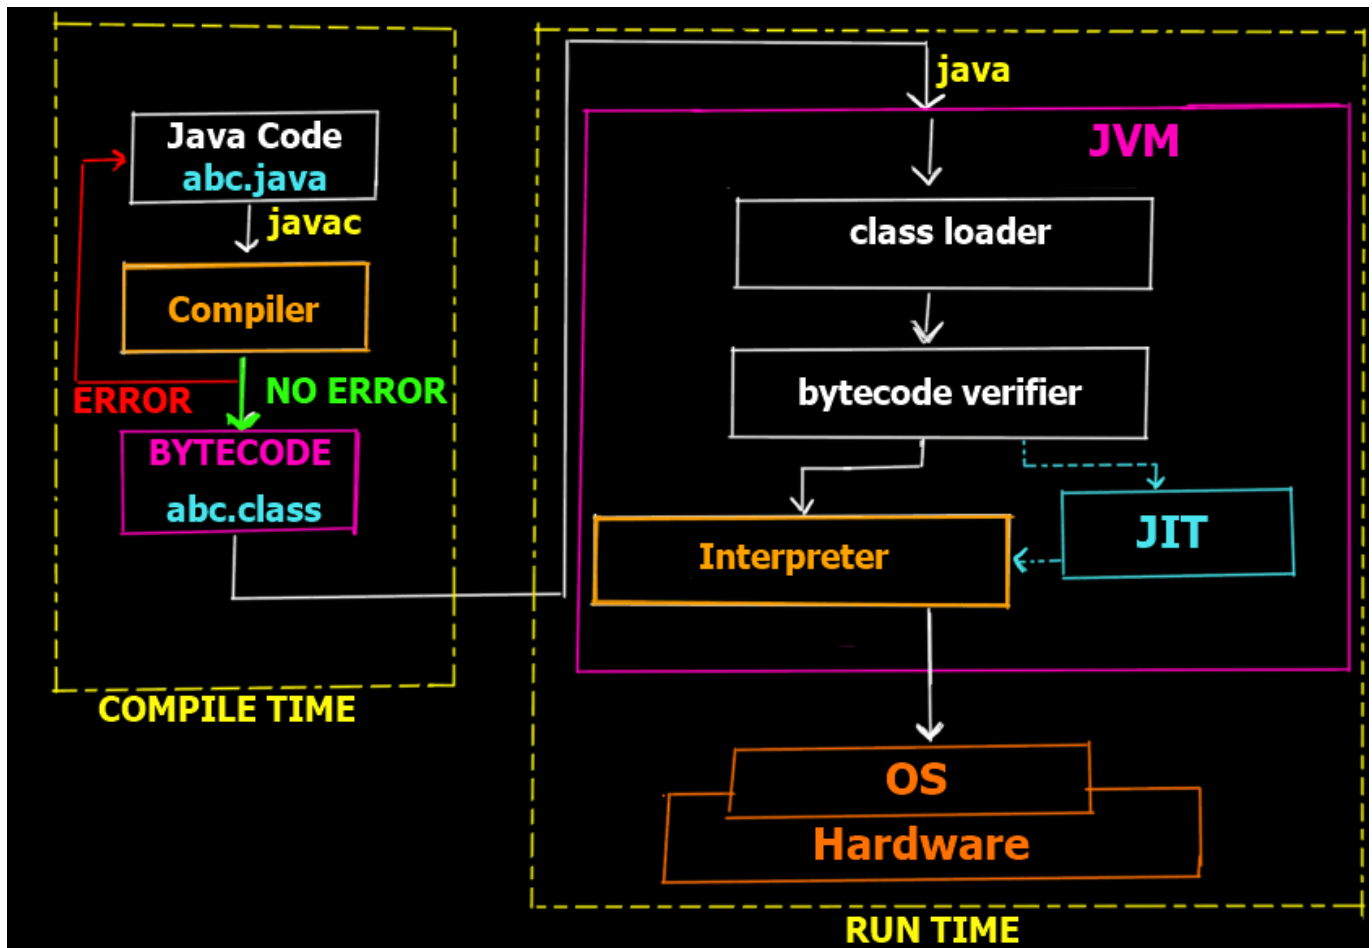 Java Code
abc.java
javac
Compiler
ERROR
NO ERROR
BYTECODE
abc.class
COMPILE TIME
java
JVM
class loader
bytecode verifier
Interpreter
JIT
OS
Hardware
RUN TIME